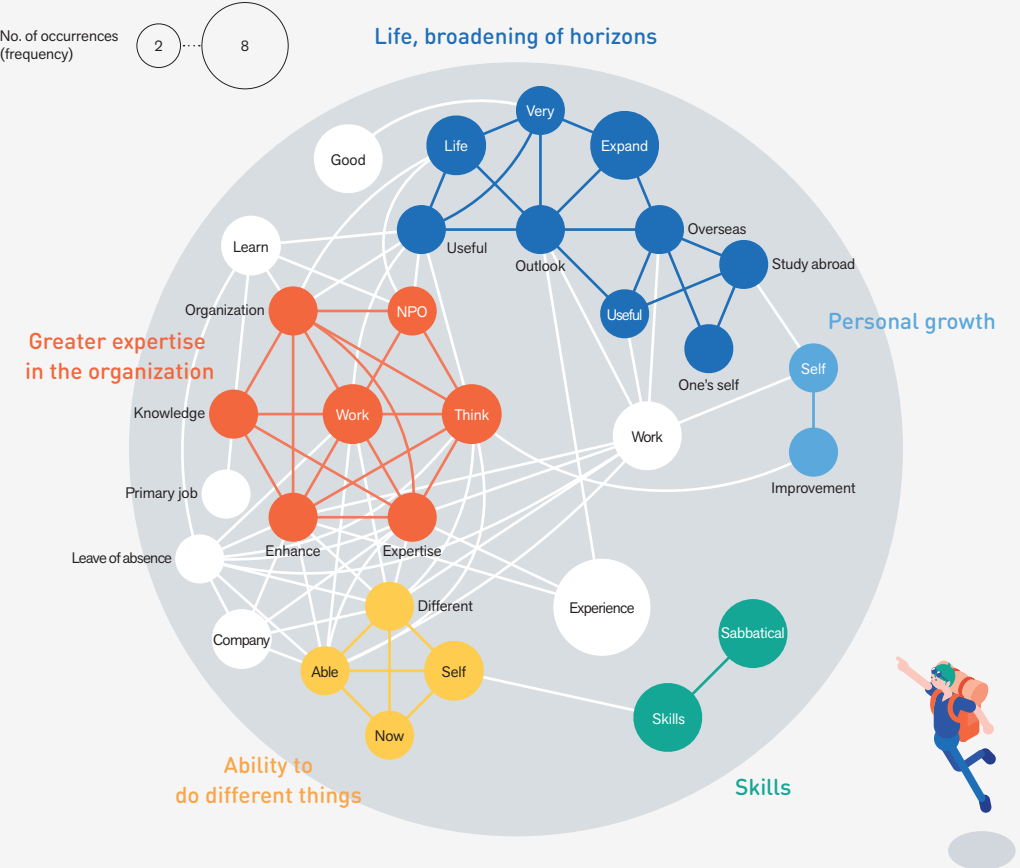 No. of occurrences
(frequency)
2
8
Life, broadening of horizons
Very
Life
Expand
Good
Useful
Outlook
Overseas
Study abroad
Learn
Organization
NPO
Useful
One's self
Personal growth
Self
Improvement
Greater expertise
in the organization
Knowledge
Work
Think
Work
Primary job
Enhance
Expertise
Leave of absence
Company
Different
Experience
Able
Self
Now
Sabbatical
Skills
Ability to
do different things
Skills